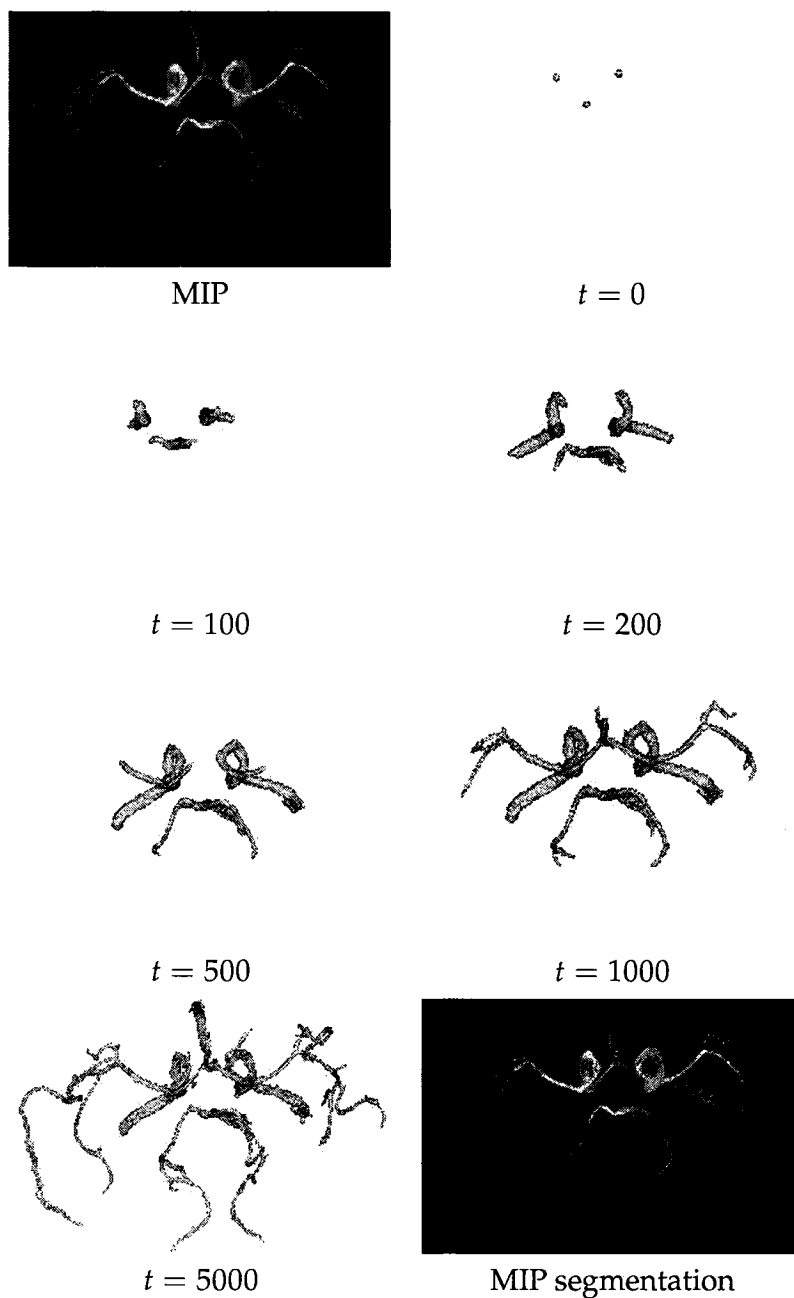 MIP
t = 0
t = 100
t = 200
t = 500
t = 1000
t = 5000
MIP segmentation